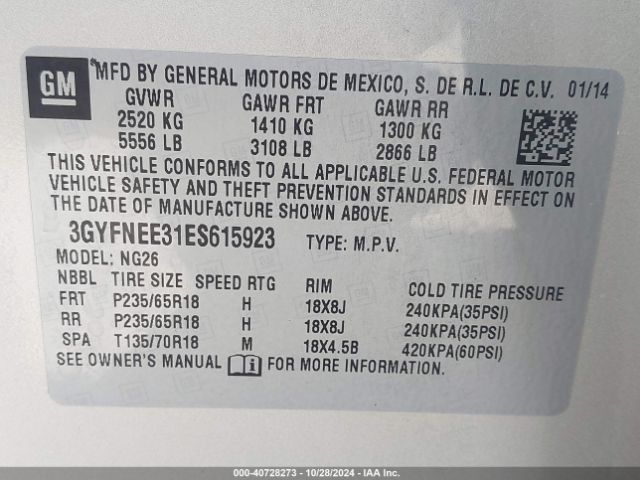 GM
*MFD BY GENERAL MOTORS DE MEXICO, S. DE R.L. DE C.V. 01/14
GVWR GAWR FRT GAWR RR
2520 KG 1410 KG 1300 KG
5556 LB 3108 LB 2866 LB
THIS VEHICLE CONFORMS TO ALL APPLICABLE U.S. FEDERAL MOTOR
VEHICLE SAFETY AND THEFT PREVENTION STANDARDS IN EFFECT ON
THE DATE OF MANUFACTURE SHOWN ABOVE.
3GYFNEE31ES615923 TYPE: M.P.V.
MODEL: NG26
NBBL TIRE SIZE SPEED RTG RIM COLD TIRE PRESSURE
FRT P235/65R18 H 18X8J 240KPA(35PSI)
RR P235/65R18 H 18X8J 240KPA(35PSI)
SPA T135/70R18 M 18X4.5B 420KPA(60PSI)
SEE OWNER'S MANUAL FOR MORE INFORMATION
000-40728273 - 10/28/2024 - IAA Inc.